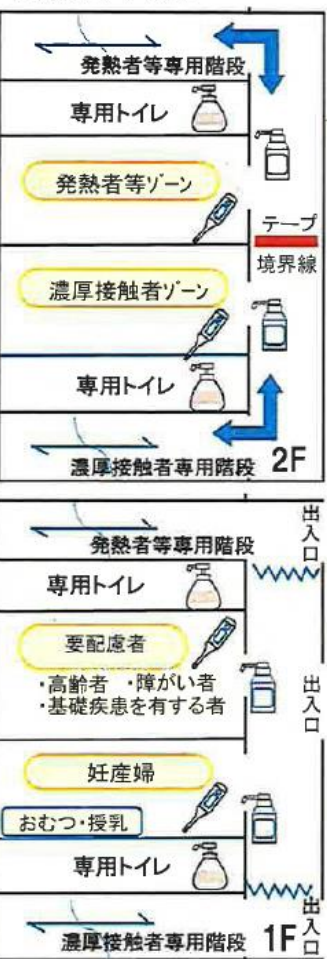 発熱者等専用階段
専用トイレ
発熱者等ゾーン
テープ
境界線
濃厚接触者ゾーン
専用トイレ
濃厚接触者専用階段 2F
発熱者等専用階段
出入口
専用トイレ
要配慮者
・高齢者 ・障がい者
・基礎疾患を有する者
出入口
妊産婦
おむつ・授乳
専用トイレ
濃厚接触者専用階段 1F
出入口